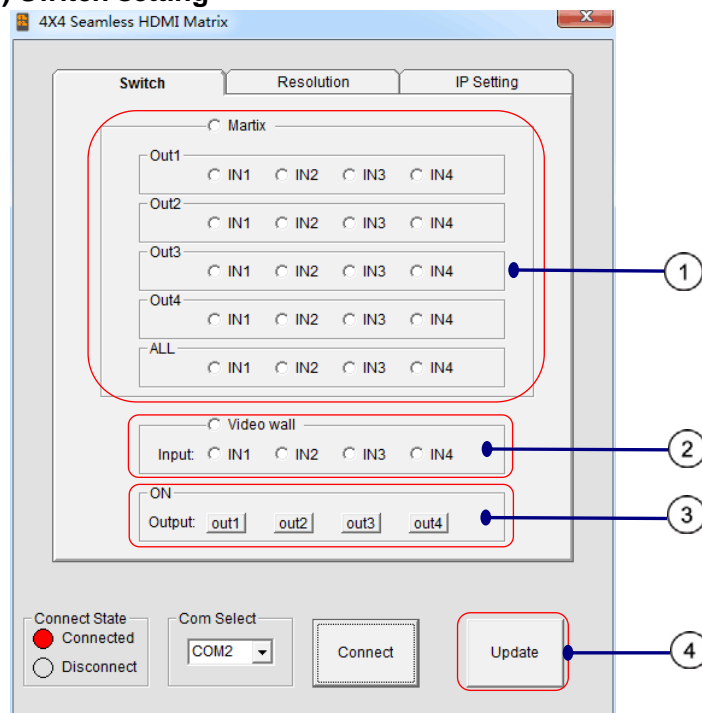 ) Switch Setting
4X4 Seamless HDMI Matrix
Switch Resolution IP Setting
Martix
Out1
IN1 IN2 IN3 IN4
Out2
IN1 IN2 IN3 IN4
Out3
IN1 IN2 IN3 IN4
1
Out4
IN1 IN2 IN3 IN4
ALL
IN1 IN2 IN3 IN4
Video wall
Input: IN1 IN2 IN3 IN4
2
ON
Output: out1 out2 out3 out4
3
Connect State
Connected
Disconnect
Com Select
COM2
Connect
Update
4